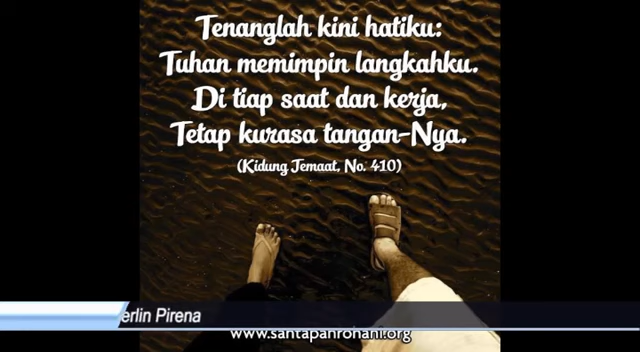 Tenanglah kini hatiku:
Tuhan memimpin langkahku.
Di tiap saat dan kerja,
Tetap kurasa tangan-Nya.
(Kidung Jemaat, No. 410)
erlin Pirena
www.santapanrohani.org